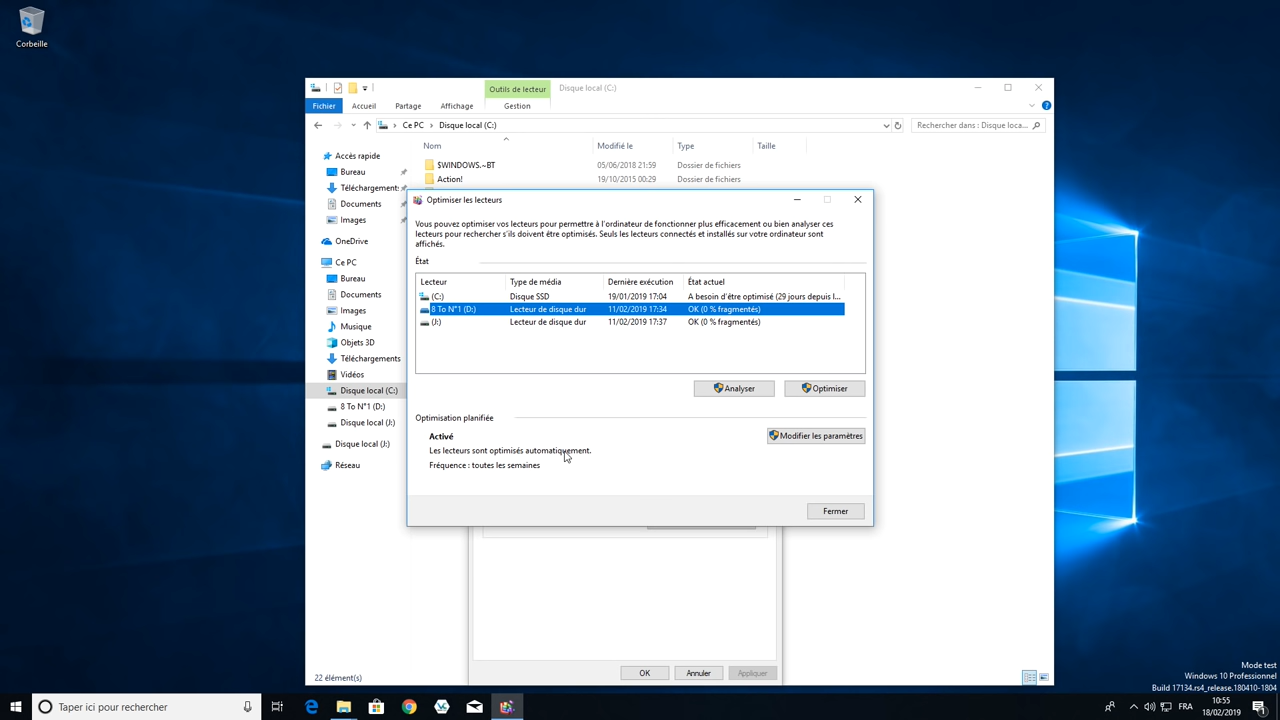 Corbeille
Outils de lecteur
Disque local (C:)
Fichier
Accueil
Partage
Affichage
Gestion
Ce PC
Disque local (C:)
Rechercher dans : Disque loca...
Nom
Modifié le
Type
Taille
$WINDOWS.~BT
05/06/2018 21:59
Dossier de fichiers
Action!
19/10/2015 00:29
Dossier de fichiers
Accès rapide
Bureau
Téléchargement:
Documents
Images
OneDrive
Ce PC
Bureau
Documents
Images
Musique
Objets 3D
Téléchargements
Vidéos
Disque local (C:)
8 To N°1 (D:)
Disque local (J:)
Disque local (J:)
Réseau
22 élément(s)
Optimiser les lecteurs
Vous pouvez optimiser vos lecteurs pour permettre à l'ordinateur de fonctionner plus efficacement ou bien analyser ces
lecteurs pour rechercher s'ils doivent être optimisés. Seuls les lecteurs connectés et installés sur votre ordinateur sont
affichés.
État
Lecteur
Type de média
Dernière exécution
État actuel
(C:)
Disque SSD
19/01/2019 17:04
A besoin d'être optimisé (29 jours depuis l...
8 To N°1 (D:)
Lecteur de disque dur
11/02/2019 17:34
OK (0 % fragmentés)
(J:)
Lecteur de disque dur
11/02/2019 17:37
OK (0 % fragmentés)
Analyser
Optimiser
Optimisation planifiée
Activé
Modifier les paramètres
Les lecteurs sont optimisés automatiquement.
Fréquence : toutes les semaines
Fermer
OK
Annuler
Appliquer
Mode test
Windows 10 Professionnel
Build 17134.rs4_release.180410-1804
Taper ici pour rechercher
FRA
10:55
18/02/2019
1